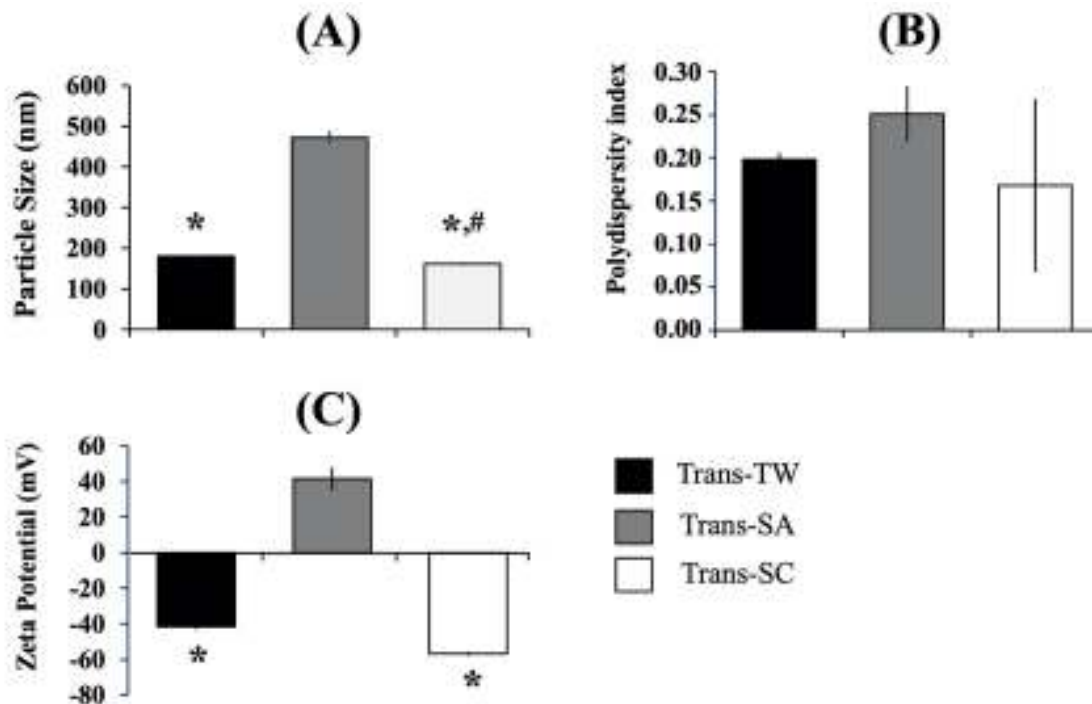 (A)
Particle Size (nm)
600
500
400
300
200
100
0
*
*,#
(B)
Polydispersity index
0.30
0.25
0.20
0.15
0.10
0.05
0.00
(C)
Zeta Potential (mV)
60
40
20
0
-20
-40
-60
-80
*
*
Trans-TW
Trans-SA
Trans-SC